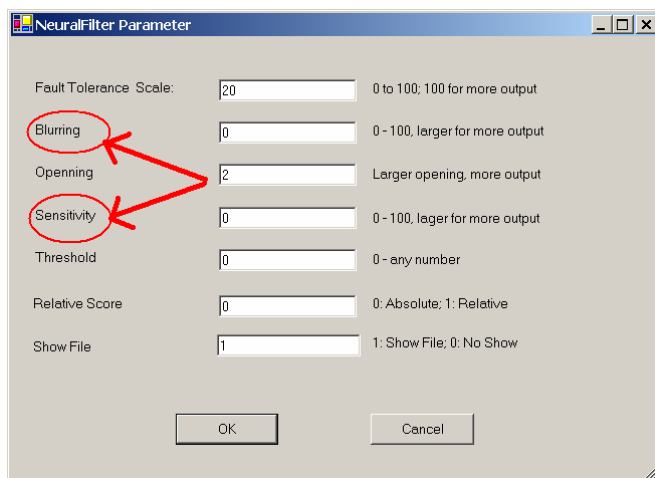 NeuralFilter Parameter
Fault Tolerance Scale: 20 0 to 100; 100 for more output
Blurring 0 0 - 100, larger for more output
Openning 2 Larger opening, more output
Sensitivity 0 0 - 100, lager for more output
Threshold 0 0 - any number
Relative Score 0 0: Absolute; 1: Relative
Show File 1 1: Show File; 0: No Show
OK Cancel